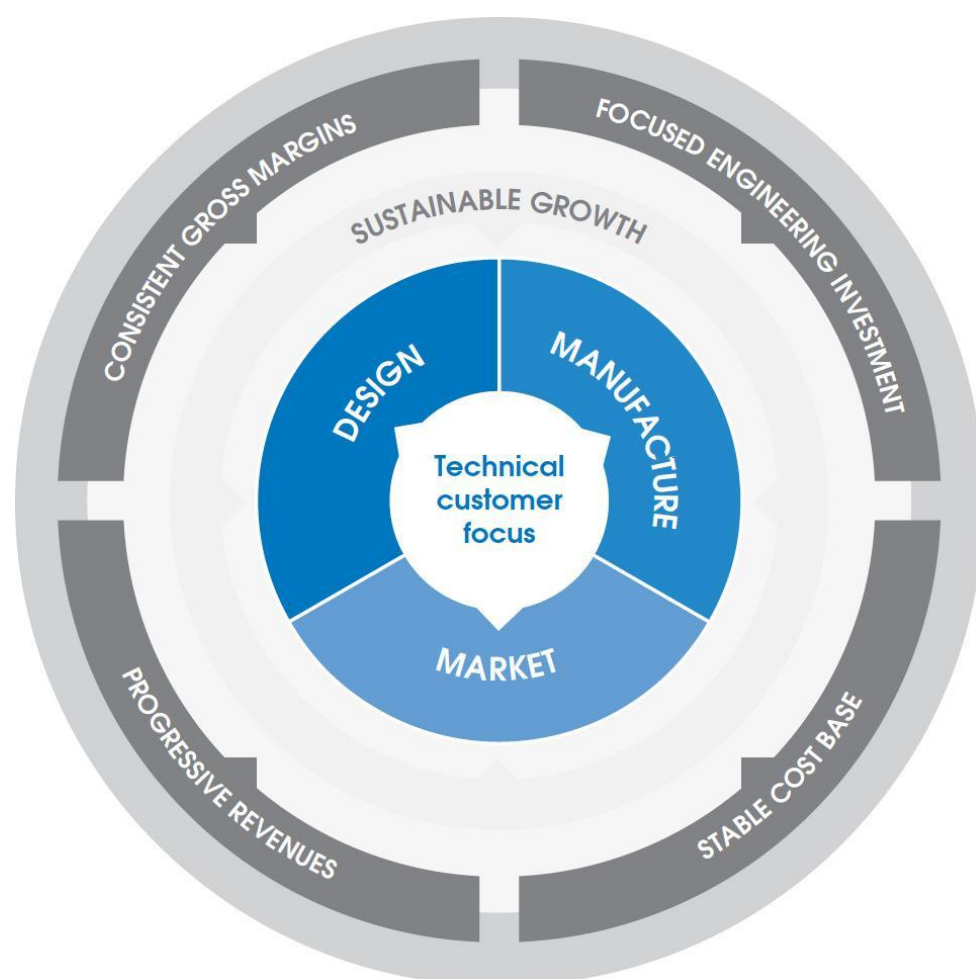 CONSISTENT GROSS MARGINS
FOCUSED ENGINEERING INVESTMENT
SUSTAINABLE GROWTH
DESIGN
MANUFACTURE
Technical
customer
focus
MARKET
PROGRESSIVE REVENUES
STABLE COST BASE